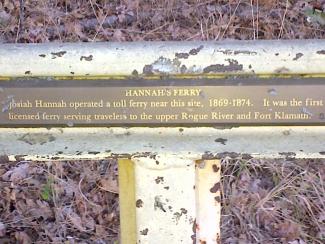 HANNAH'S FERRY
Josiah Hannah operated a toll ferry near this site, 1869-1874. It was the first
licensed ferry serving travelers to the upper Rogue River and Fort Klamath.